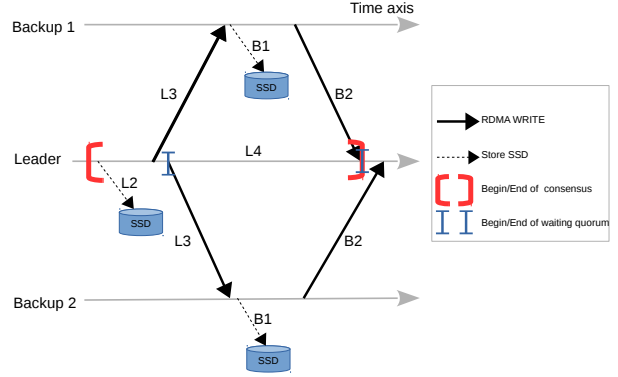 Time axis
Backup 1
B1
SSD
L3
B2
RDMA WRITE
Store SSD
Leader
L4
L2
SSD
Begin/End of consensus
Begin/End of waiting quorum
L3
B2
Backup 2
B1
SSD